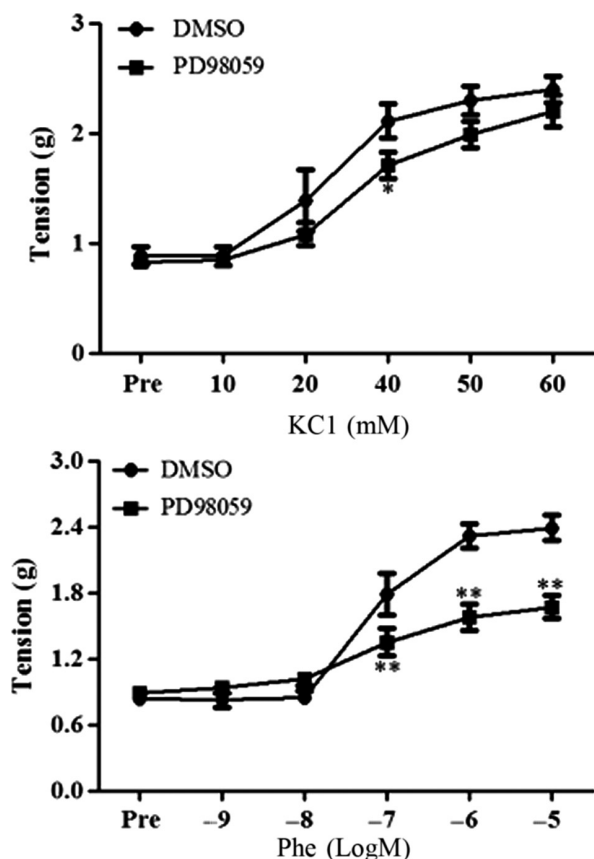 3
DMSO
PD98059
2
Tension (g)
1
*
0
Pre 10 20 40 50 60
KC1 (mM)
3.0
DMSO
PD98059
2.4
Tension (g)
1.8
** **
1.2
**
0.6
0.0
Pre –9 –8 –7 –6 –5
Phe (LogM)